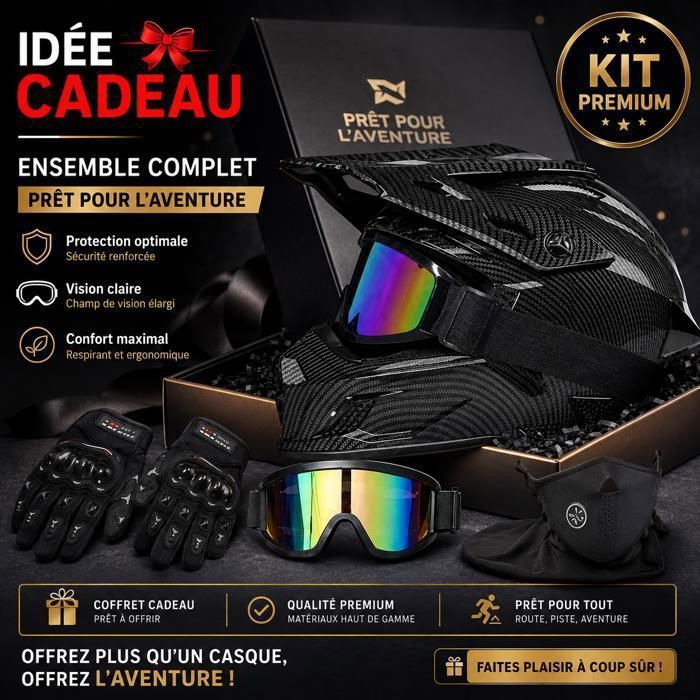 IDÉE
CADEAU
KIT
PREMIUM
PRÊT POUR
L'AVENTURE
ENSEMBLE COMPLET
PRÊT POUR L'AVENTURE
Protection optimale
Sécurité renforcée
Vision claire
Champ de vision élargi
Confort maximal
Respirant et ergonomique
COFFRET CADEAU
PRÊT À OFFRIR
QUALITÉ PREMIUM
MATÉRIAUX HAUT DE GAMME
PRÊT POUR TOUT
ROUTE, PISTE, AVENTURE
OFFREZ PLUS QU'UN CASQUE,
OFFREZ L'AVENTURE !
FAITES PLAISIR À COUP SÛR !